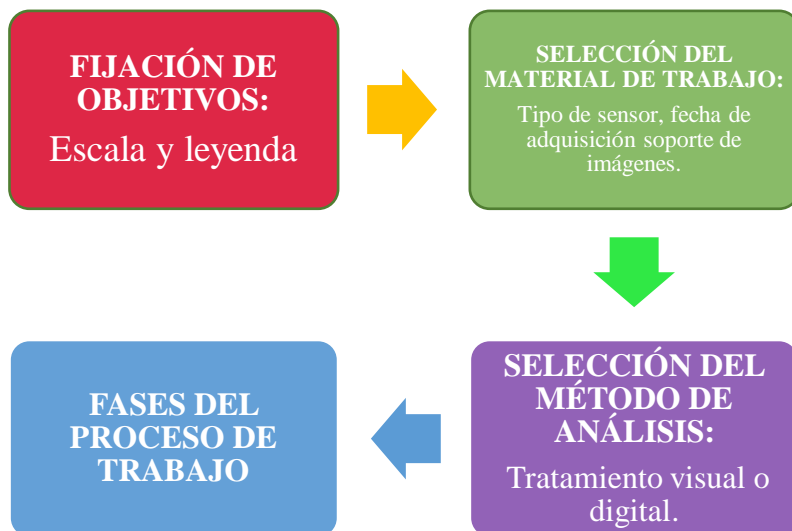 FIJACIÓN DE
OBJETIVOS:
Escala y leyenda
SELECCIÓN DEL
MATERIAL DE TRABAJO:
Tipo de sensor, fecha de
adquisición soporte de
imágenes.
SELECCIÓN DEL
MÉTODO DE
ANÁLISIS:
Tratamiento visual o
digital.
FASES DEL
PROCESO DE
TRABAJO